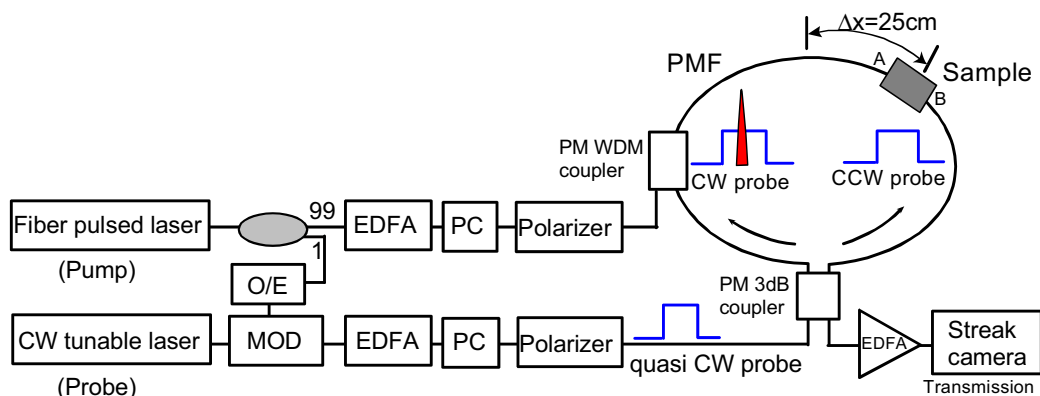 Δx=25cm
PMF
A
Sample
B
PM WDM
coupler
CW probe
CCW probe
Fiber pulsed laser
99
EDFA
PC
Polarizer
(Pump)
1
O/E
PM 3dB
coupler
CW tunable laser
MOD
EDFA
PC
Polarizer
quasi CW probe
EDFA
Streak
camera
(Probe)
Transmission